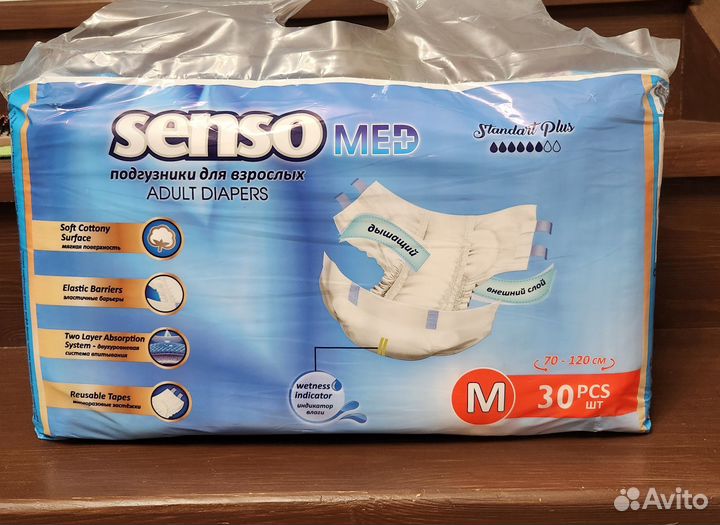 senso MED
Standart Plus
подгузники для взрослых
ADULT DIAPERS
Soft Cottony
Surface
мягкая поверхность
Elastic Barriers
эластичные барьеры
Two Layer Absorption
System - двухуровневая
система впитывания
Reusable Tapes
многоразовые застёжки
дышащий
внешний слой
wetness
indicator
индикатор
влаги
70 - 120 см
M
30 PCS
шт
Avito